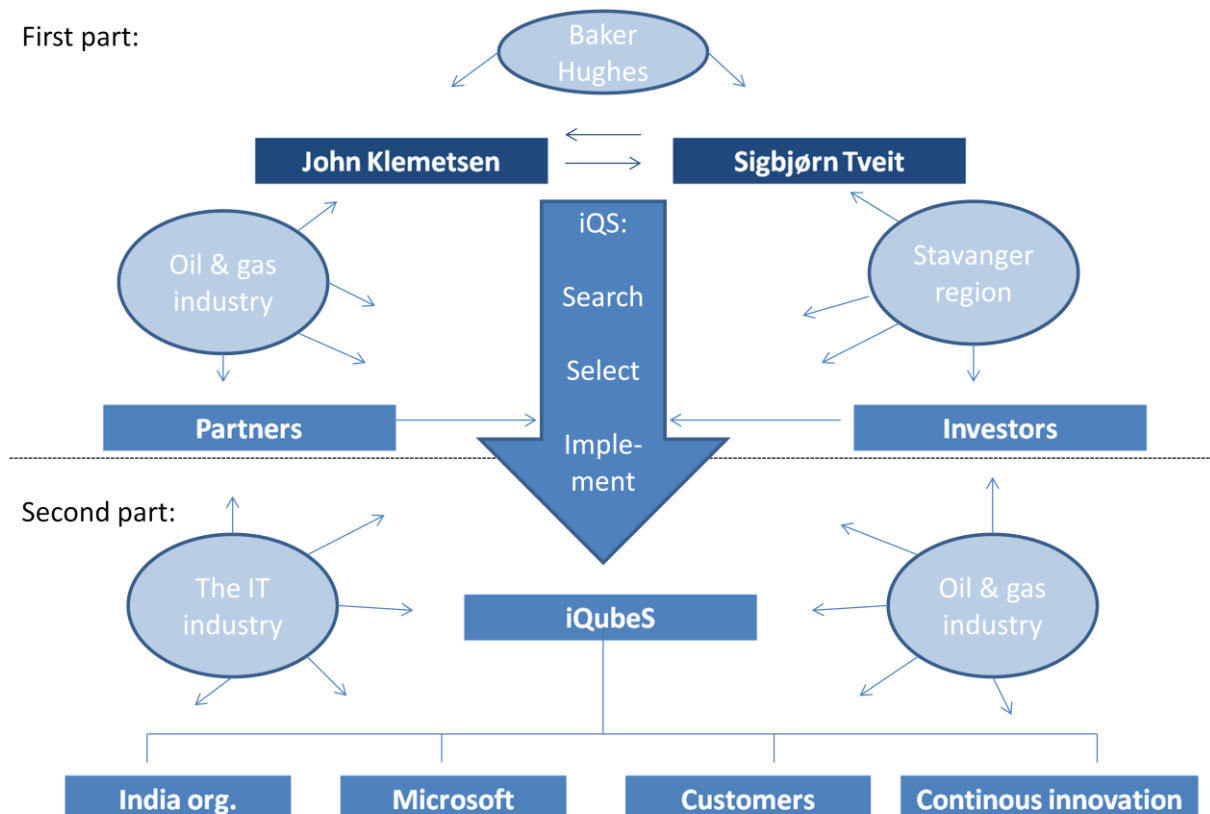 First part:
Baker
Hughes
John Klemetsen
Sigbjørn Tveit
iQS:
Search
Select
Imple-
ment
Oil & gas
industry
Stavanger
region
Partners
Investors
Second part:
The IT
industry
iQubeS
Oil & gas
industry
India org.
Microsoft
Customers
Continous innovation